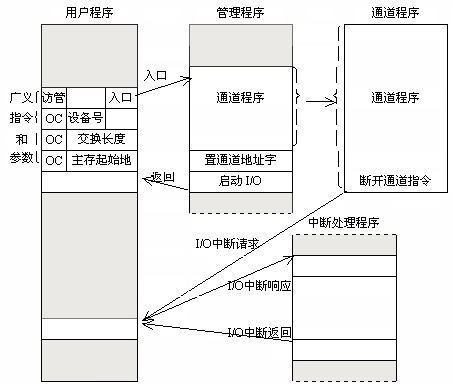 用户程序 管理程序 通道程序
入口
广义 访管 入口 通道程序 通道程序
指令 OC 设备号
和 OC 交换长度
参数 OC 主存起始地 置通道地址字
返回 启动 I/O 断开通道指令
中断处理程序
I/O中断请求
I/O中断响应
I/O中断返回